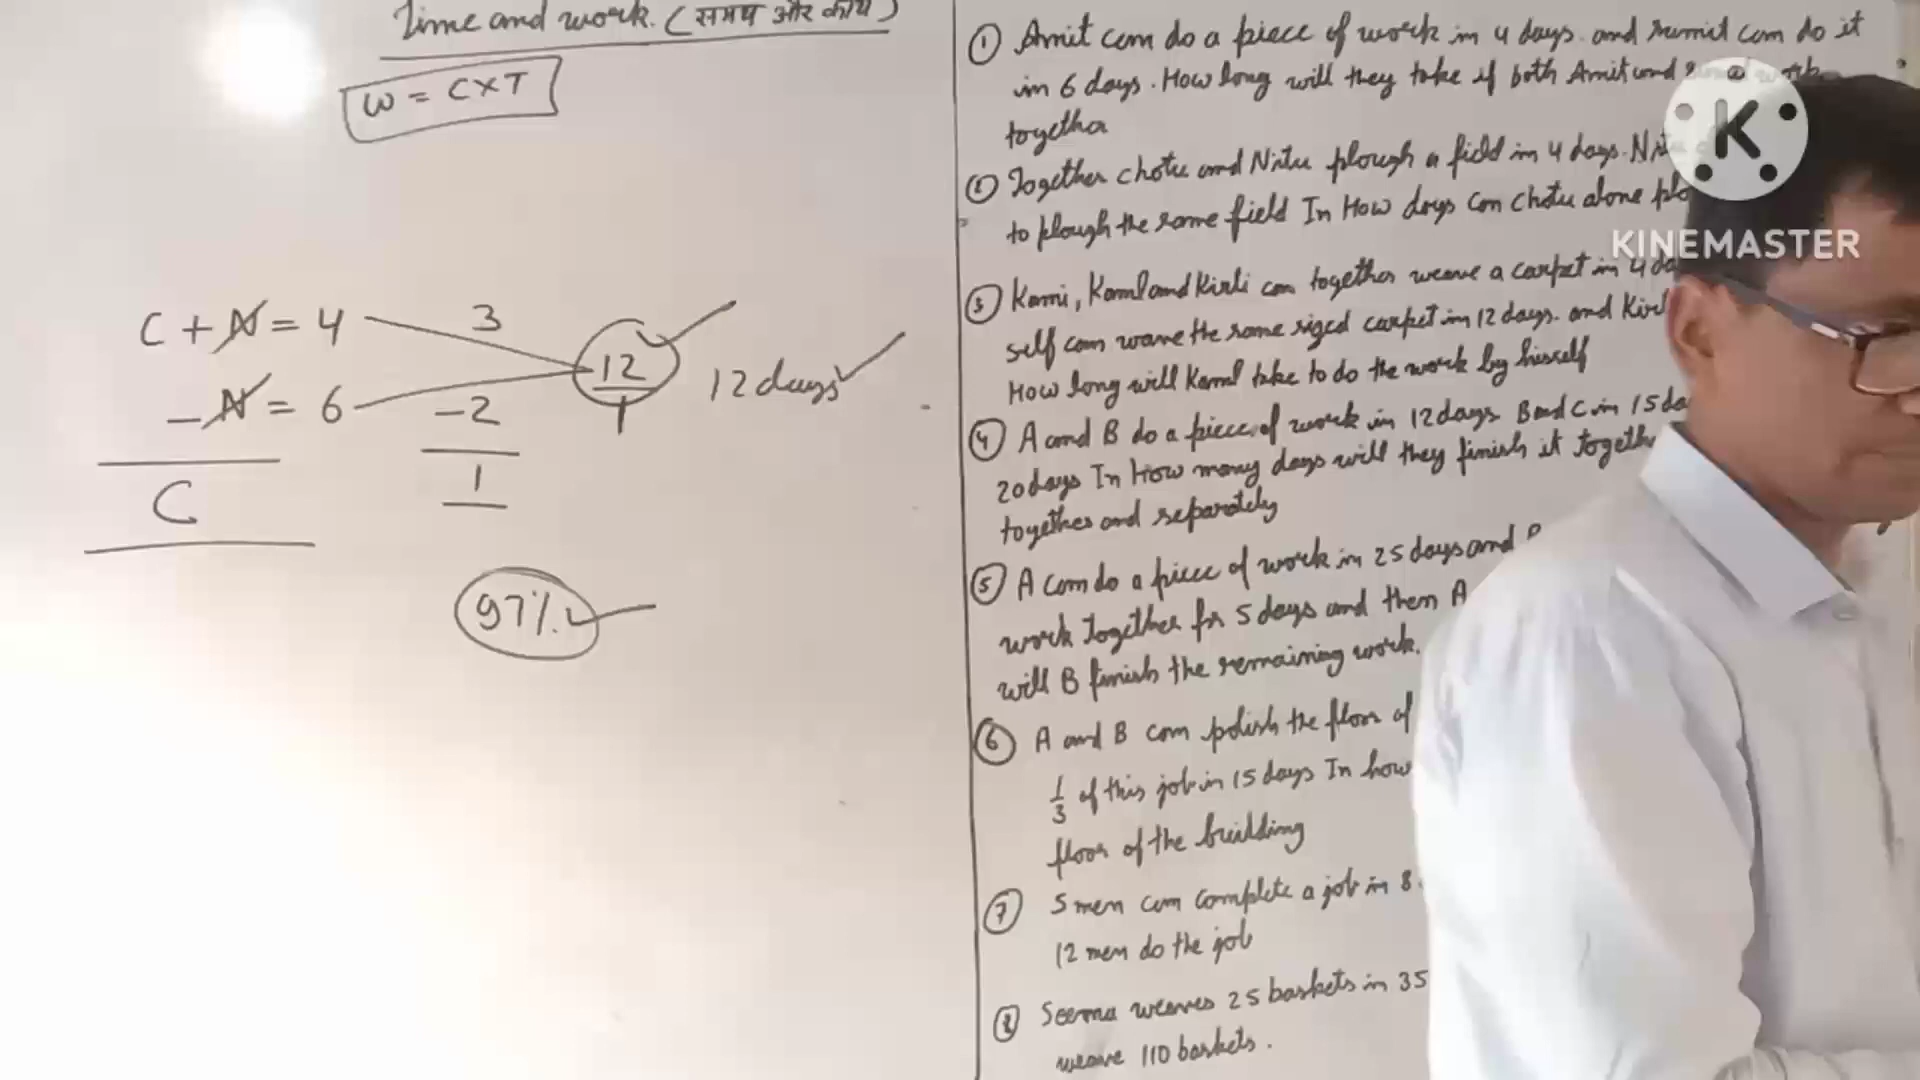 Time and work. (समय और कार्य)
W = C×T
C + N = 4 3
12
12 days
- N = 6 -2
1
C 1
97%.
① Amit can do a piece of work in 4 days. and sumit can do it
in 6 days. How long will they take if both Amit and work
together
② Together chotu and Nitu plough a field in 4 days.
to plough the same field In How days can chotu alone
③ Kami, Kaml and Kirti can together weave a carpet in 4
self can wave the same sized carpet in 12 days. and
How long will Kamal take to do the work by hisself
④ A and B do a piece of work in 12 days. B and C in 15
20 days In How many days will they finish it
together and separately
⑤ A can do a piece of work in 25 days and
work together for 5 days and then A
will B finish the remaining work.
⑥ A and B can polish the floor of
1/3 of this job in 15 days In how
floor of the building
⑦ 5 men can complete a job in 8
12 men do the job
⑧ Seema weaves 25 baskets in 35
weave 110 baskets.
K
KINEMASTER